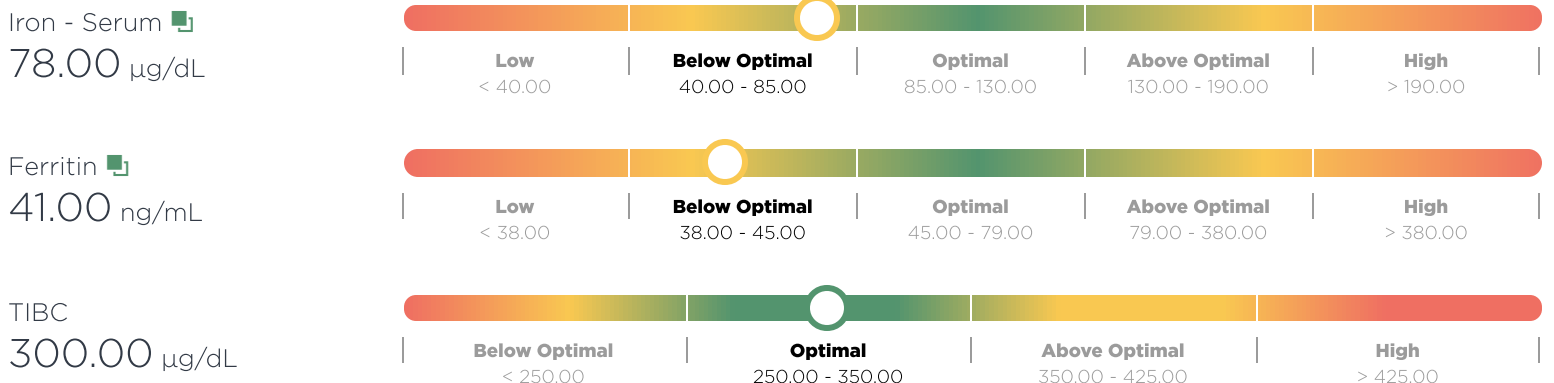 Iron - Serum
78.00 µg/dL
Low Below Optimal Optimal Above Optimal High
< 40.00 40.00 - 85.00 85.00 - 130.00 130.00 - 190.00 > 190.00
Ferritin
41.00 ng/mL
Low Below Optimal Optimal Above Optimal High
< 38.00 38.00 - 45.00 45.00 - 79.00 79.00 - 380.00 > 380.00
TIBC
300.00 µg/dL
Below Optimal Optimal Above Optimal High
< 250.00 250.00 - 350.00 350.00 - 425.00 > 425.00